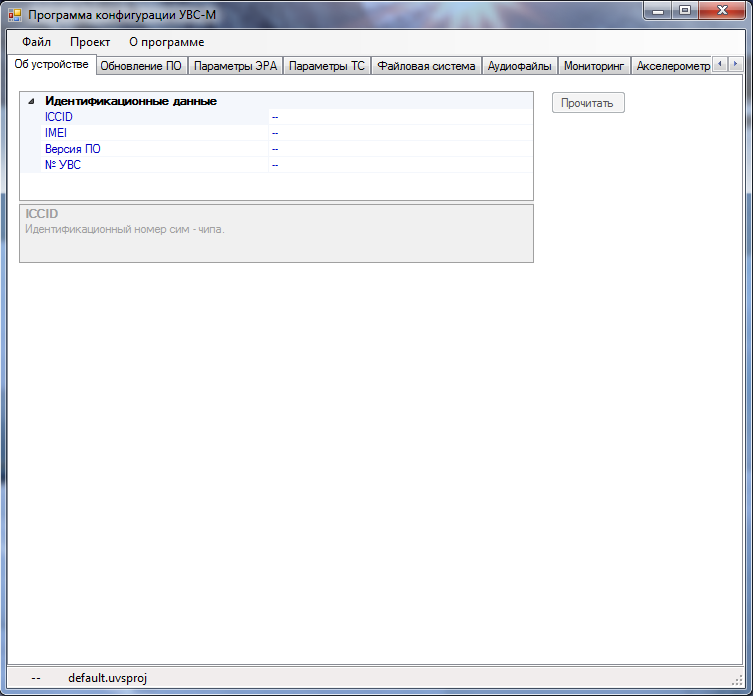 Программа конфигурации УВС-М
Файл Проект О программе
Об устройстве Обновление ПО Параметры ЭРА Параметры ТС Файловая система Аудиофайлы Мониторинг Акселерометр
Идентификационные данные
ICCID --
IMEI --
Версия ПО --
№ УВС --
Прочитать
ICCID
Идентификационный номер сим - чипа.
-- default.uvsproj